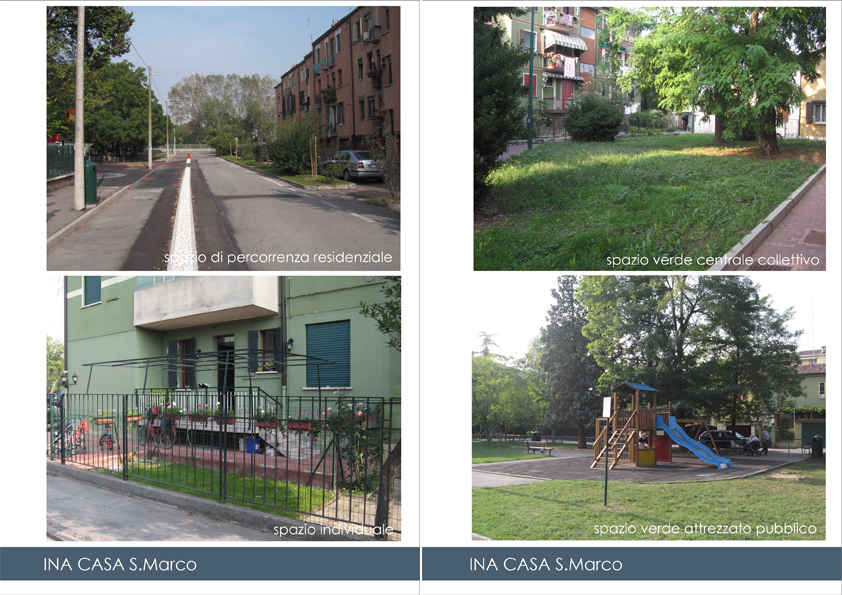 spazio di percorrenza residenziale
spazio individuale
INA CASA S.Marco
spazio verde centrale collettivo
spazio verde attrezzato pubblico
INA CASA S.Marco